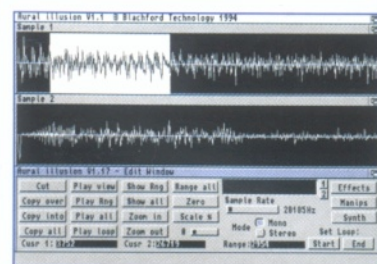 Aural Illusion V1.1 © Blachford Technology 1994
Sample 1
Sample 2
Aural Illusion V1.17 - Edit Window
Cut Play view Show Rng Range all Effects
Copy over Play Rng Show all Zero Sample Rate Manips
Copy into Play All Zoom in Scale N 28185Hz Synth
Copy all Play Both Zoom out 8 Mode Mono Stereo Set Loop:
Cusr 1: Cusr 2: Range: Start End